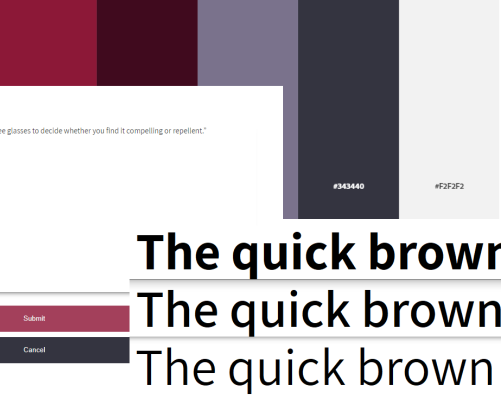 ee glasses to decide whether you find it compelling or repellent."
#343440
#F2F2F2
The quick brown
Submit
The quick brown
Cancel
The quick brown